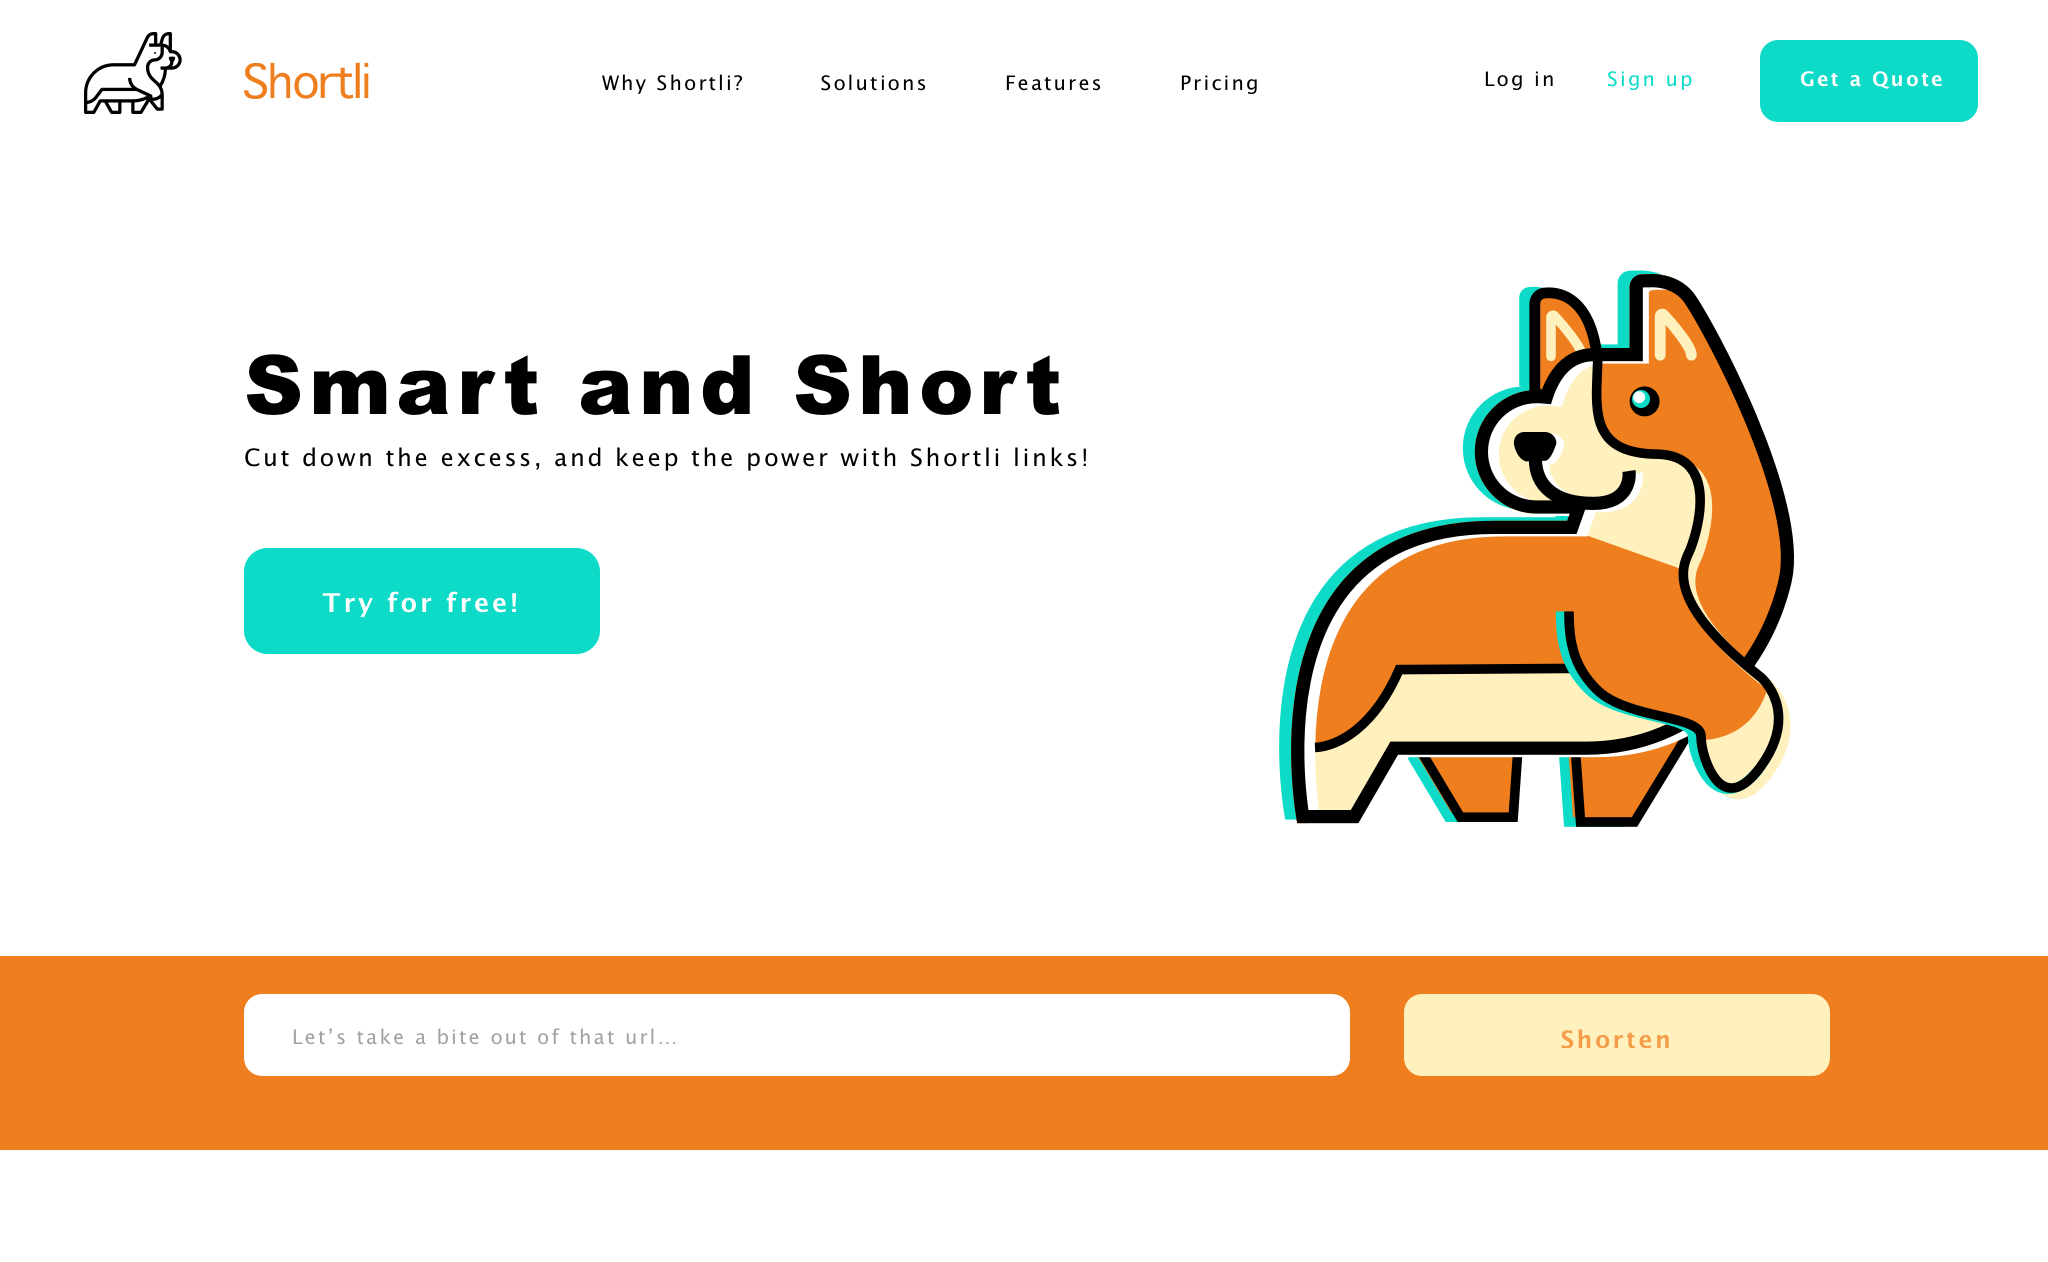 Shortli
Why Shortli? Solutions Features Pricing Log in Sign up Get a Quote
Smart and Short
Cut down the excess, and keep the power with Shortli links!
Try for free!
Let’s take a bite out of that url... Shorten